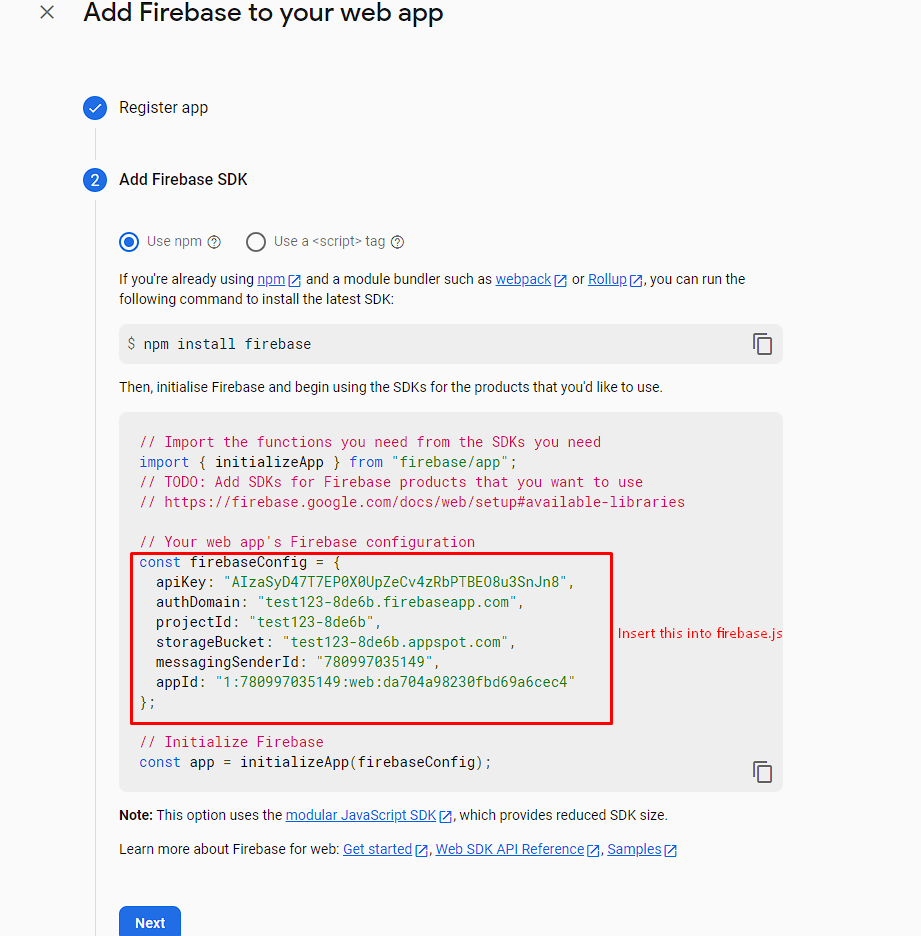 Add Firebase to your web app
Register app
2 Add Firebase SDK
Use npm Use a <script> tag
If you're already using npm and a module bundler such as webpack or Rollup, you can run the
following command to install the latest SDK:
$ npm install firebase
Then, initialise Firebase and begin using the SDKs for the products that you'd like to use.
// Import the functions you need from the SDKs you need
import { initializeApp } from "firebase/app";
// TODO: Add SDKs for Firebase products that you want to use
// https://firebase.google.com/docs/web/setup#available-libraries
// Your web app's Firebase configuration
const firebaseConfig = {
apiKey: "AIzaSyD47T7EP0X0UpZeCv4zRbPTBEO8u3SnJn8",
authDomain: "test123-8de6b.firebaseapp.com",
projectId: "test123-8de6b",
storageBucket: "test123-8de6b.appspot.com",
messagingSenderId: "780997035149",
appId: "1:780997035149:web:da704a98230fbd69a6cec4"
};
Insert this into firebase.js
// Initialize Firebase
const app = initializeApp(firebaseConfig);
Note: This option uses the modular JavaScript SDK, which provides reduced SDK size.
Learn more about Firebase for web: Get started, Web SDK API Reference, Samples
Next